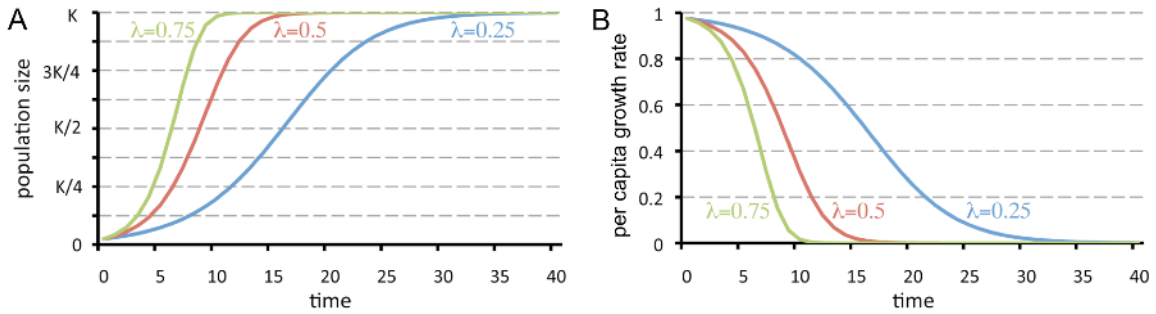 A
population size
K
3K/4
K/2
K/4
0
λ=0.75
λ=0.5
λ=0.25
0 5 10 15 20 25 30 35 40
time
B
per capita growth rate
1
0.8
0.6
0.4
0.2
0
λ=0.75
λ=0.5
λ=0.25
0 5 10 15 20 25 30 35 40
time